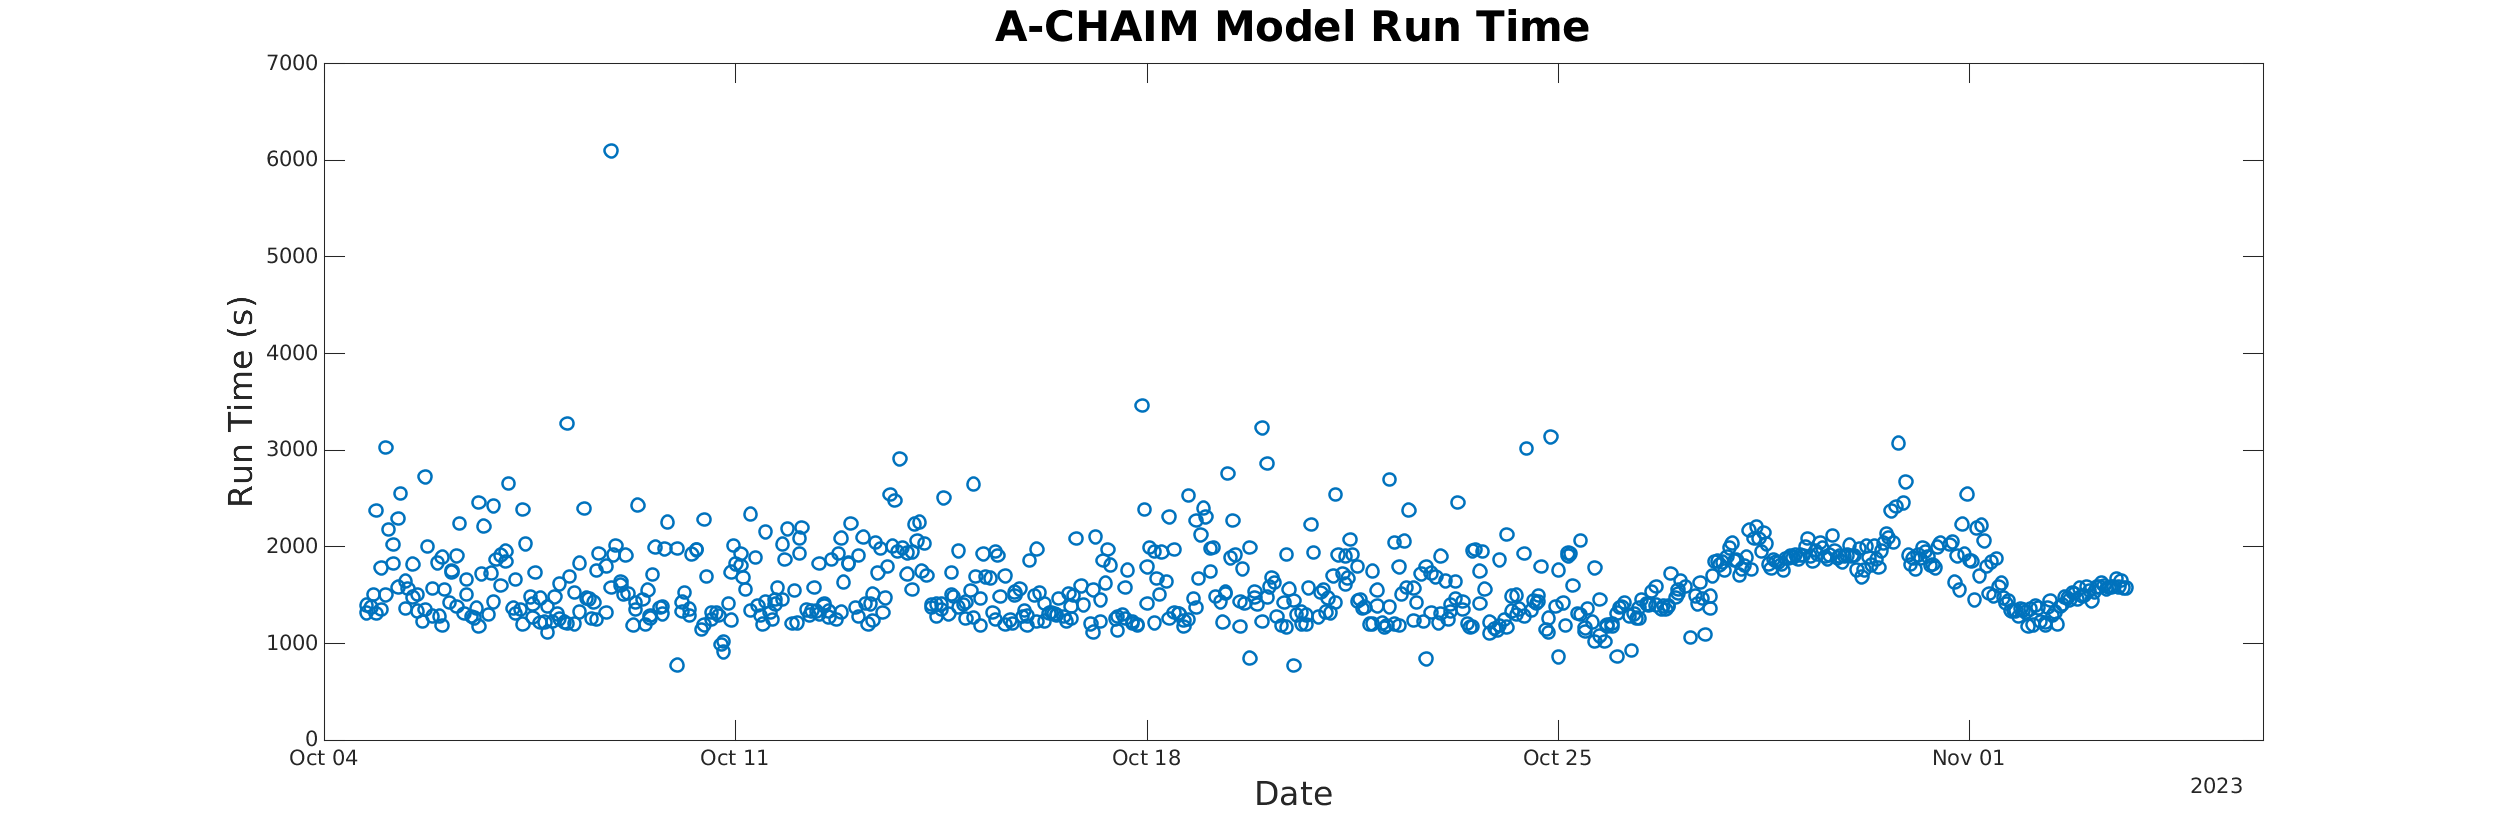 A-CHAIM Model Run Time
7000
6000
5000
4000
3000
2000
1000
0
Run Time (s)
Oct 04 Oct 11 Oct 18 Oct 25 Nov 01
2023
Date